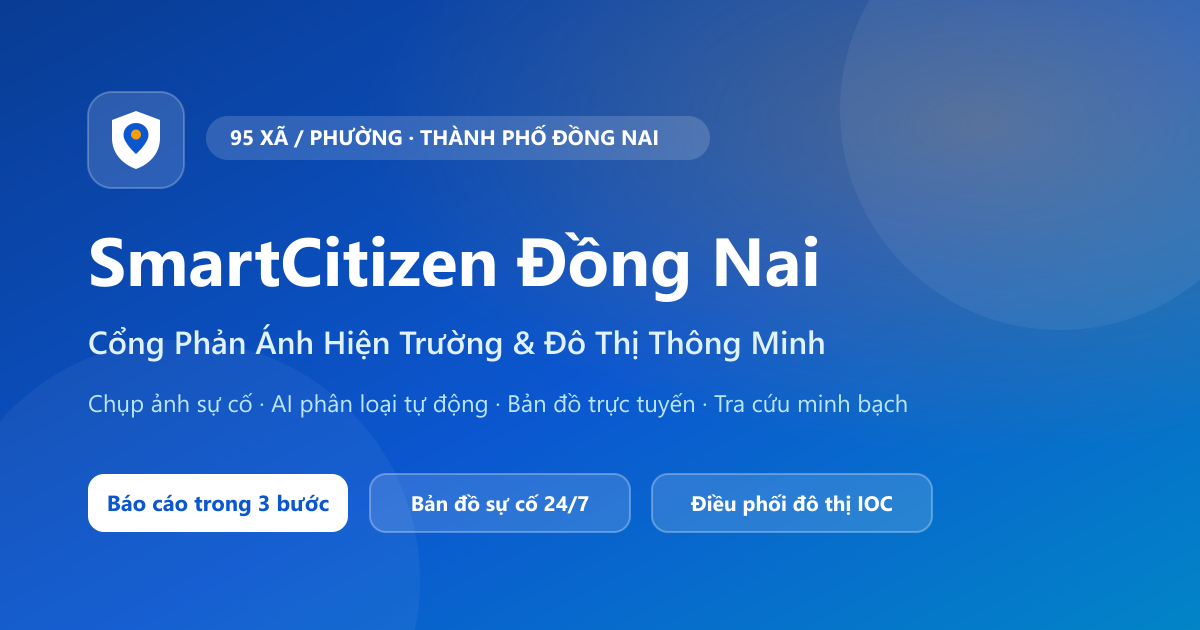 95 XÃ / PHƯỜNG · THÀNH PHỐ ĐỒNG NAI
SmartCitizen Đồng Nai
Cổng Phản Ánh Hiện Trường & Đô Thị Thông Minh
Chụp ảnh sự cố · AI phân loại tự động · Bản đồ trực tuyến · Tra cứu minh bạch
Báo cáo trong 3 bước
Bản đồ sự cố 24/7
Điều phối đô thị IOC